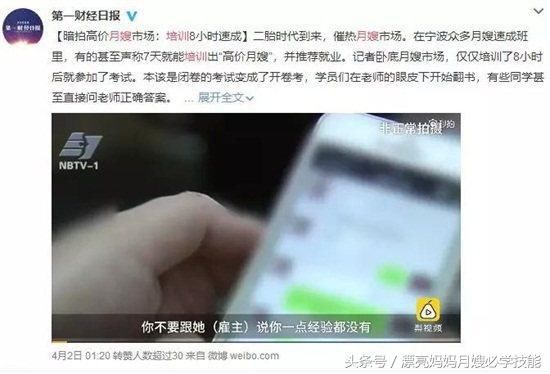 第一财经日报
第一财经日报
【暗拍高价月嫂市场：培训8小时速成】二胎时代到来，催热月嫂市场。在宁波众多月嫂速成班
里，有的甚至声称7天就能培训出“高价月嫂”，并推荐就业。记者卧底月嫂市场，仅仅培训了8小时
后就参加了考试。本该是闭卷的考试变成了开卷考，学员们在老师的眼皮下开始翻书，有些同学甚
至直接问老师正确答案。 ... 展开全文
NBTV-1
非正常拍摄
你不要跟她（雇主）说你一点经验都没有
梨视频
4月2日 01:20 转赞人数超过30 来自 微博 weibo.com
头条号 / 漂亮妈妈月嫂必学技能